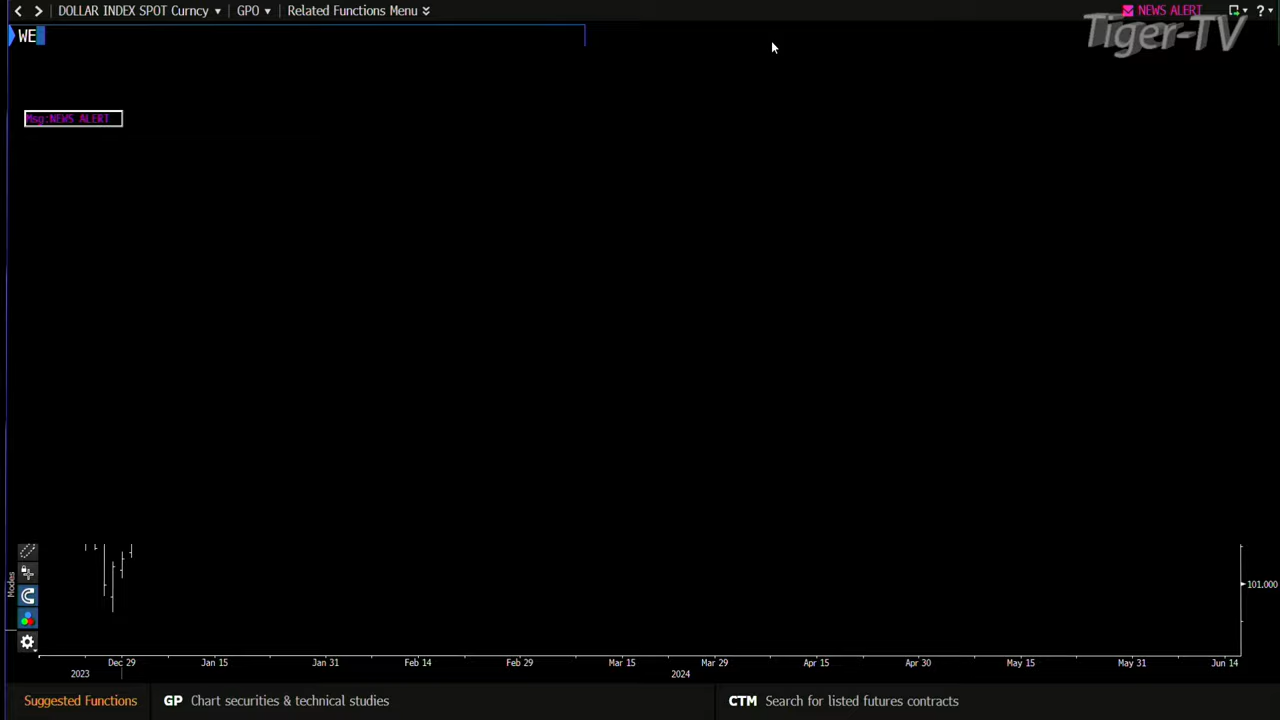 DOLLAR INDEX SPOT Curncy GPO Related Functions Menu NEWS ALERT ?
Tiger-TV
WE
Msg:NEWS ALERT
Modes
101.000
Dec 29 Jan 15 Jan 31 Feb 14 Feb 29 Mar 15 Mar 29 Apr 15 Apr 30 May 15 May 31 Jun 14
2023 2024
Suggested Functions GP Chart securities & technical studies CTM Search for listed futures contracts